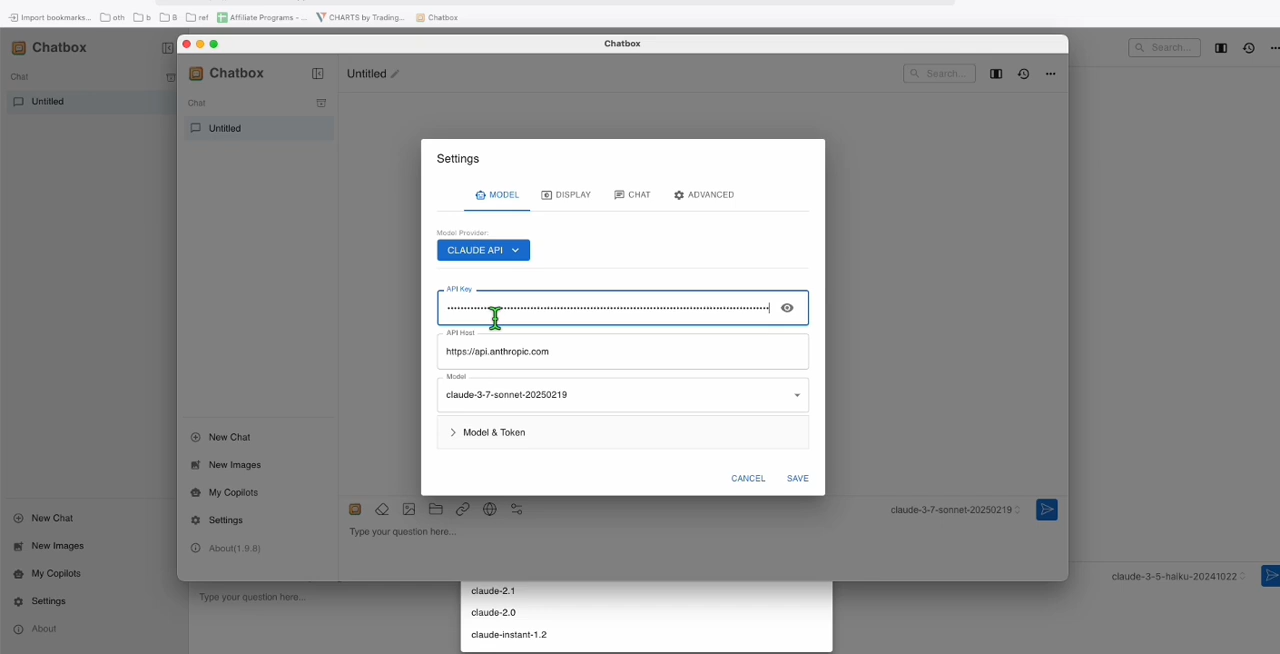 Import bookmarks...
oth
b
B
ref
Affiliate Programs - ...
CHARTS by Trading...
Chatbox
Chatbox
Chat
Untitled
New Chat
New Images
My Copilots
Settings
About
Search...
Type your question here...
claude-3-5-haiku-20241022
Chatbox
Chatbox
Chat
Untitled
New Chat
New Images
My Copilots
Settings
About(1.9.8)
Untitled
Search...
Settings
MODEL
DISPLAY
CHAT
ADVANCED
Model Provider:
CLAUDE API
API Key
API Host
https://api.anthropic.com
Model
claude-3-7-sonnet-20250219
Model & Token
CANCEL
SAVE
claude-3-7-sonnet-20250219
Type your question here...
claude-2.1
claude-2.0
claude-instant-1.2